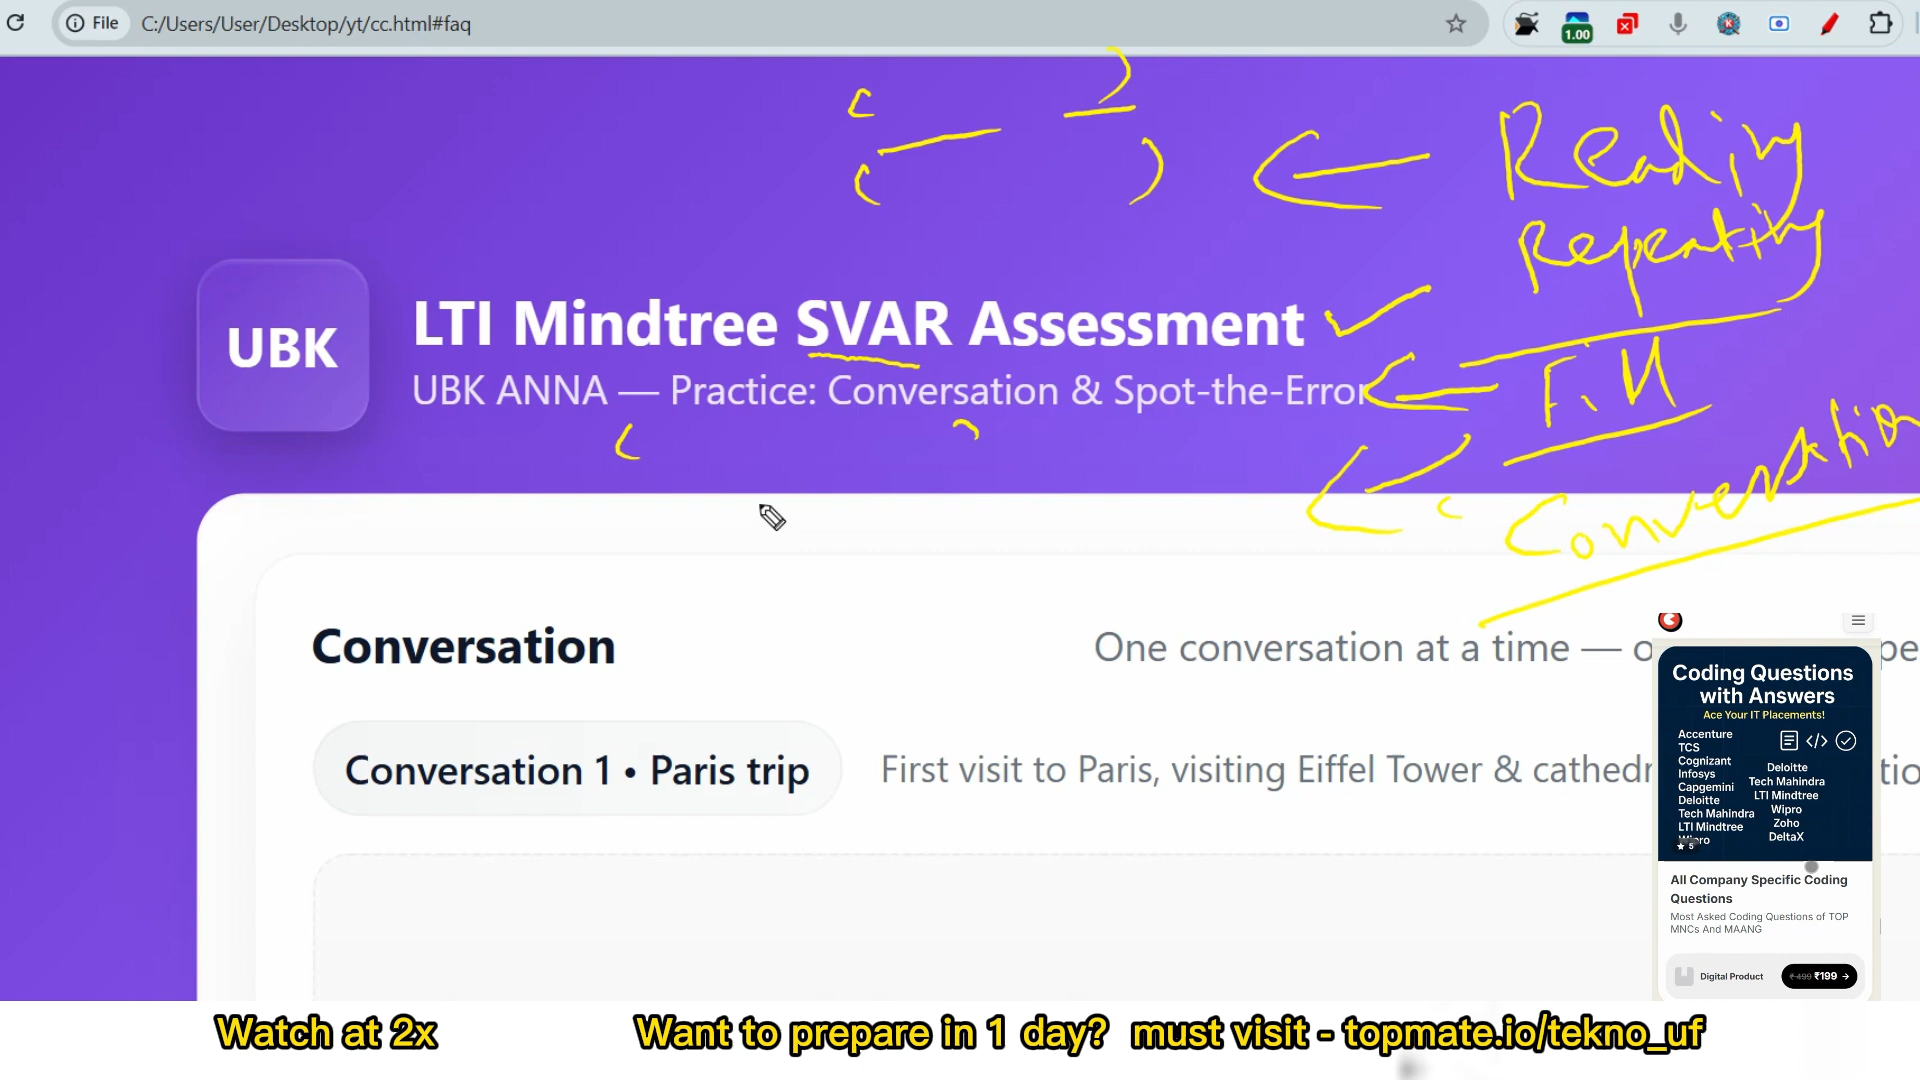 File C:/Users/User/Desktop/yt/cc.html#faq
1.00
Reading
Repeating
UBK
LTI Mindtree SVAR Assessment
UBK ANNA — Practice: Conversation & Spot-the-Error
Fill
Conversation
Conversation
One conversation at a time —
Conversation 1 • Paris trip
First visit to Paris, visiting Eiffel Tower &
Coding Questions
with Answers
Ace Your IT Placements!
Accenture
TCS
Cognizant
Infosys
Capgemini
Deloitte
Tech Mahindra
LTI Mindtree
Wipro
Deloitte
Tech Mahindra
LTI Mindtree
Wipro
Zoho
DeltaX
5
All Company Specific Coding
Questions
Most Asked Coding Questions of TOP
MNCs And MAANG
Digital Product
₹499 ₹199 →
Watch at 2x
Want to prepare in 1 day? must visit - topmate.io/tekno_uf